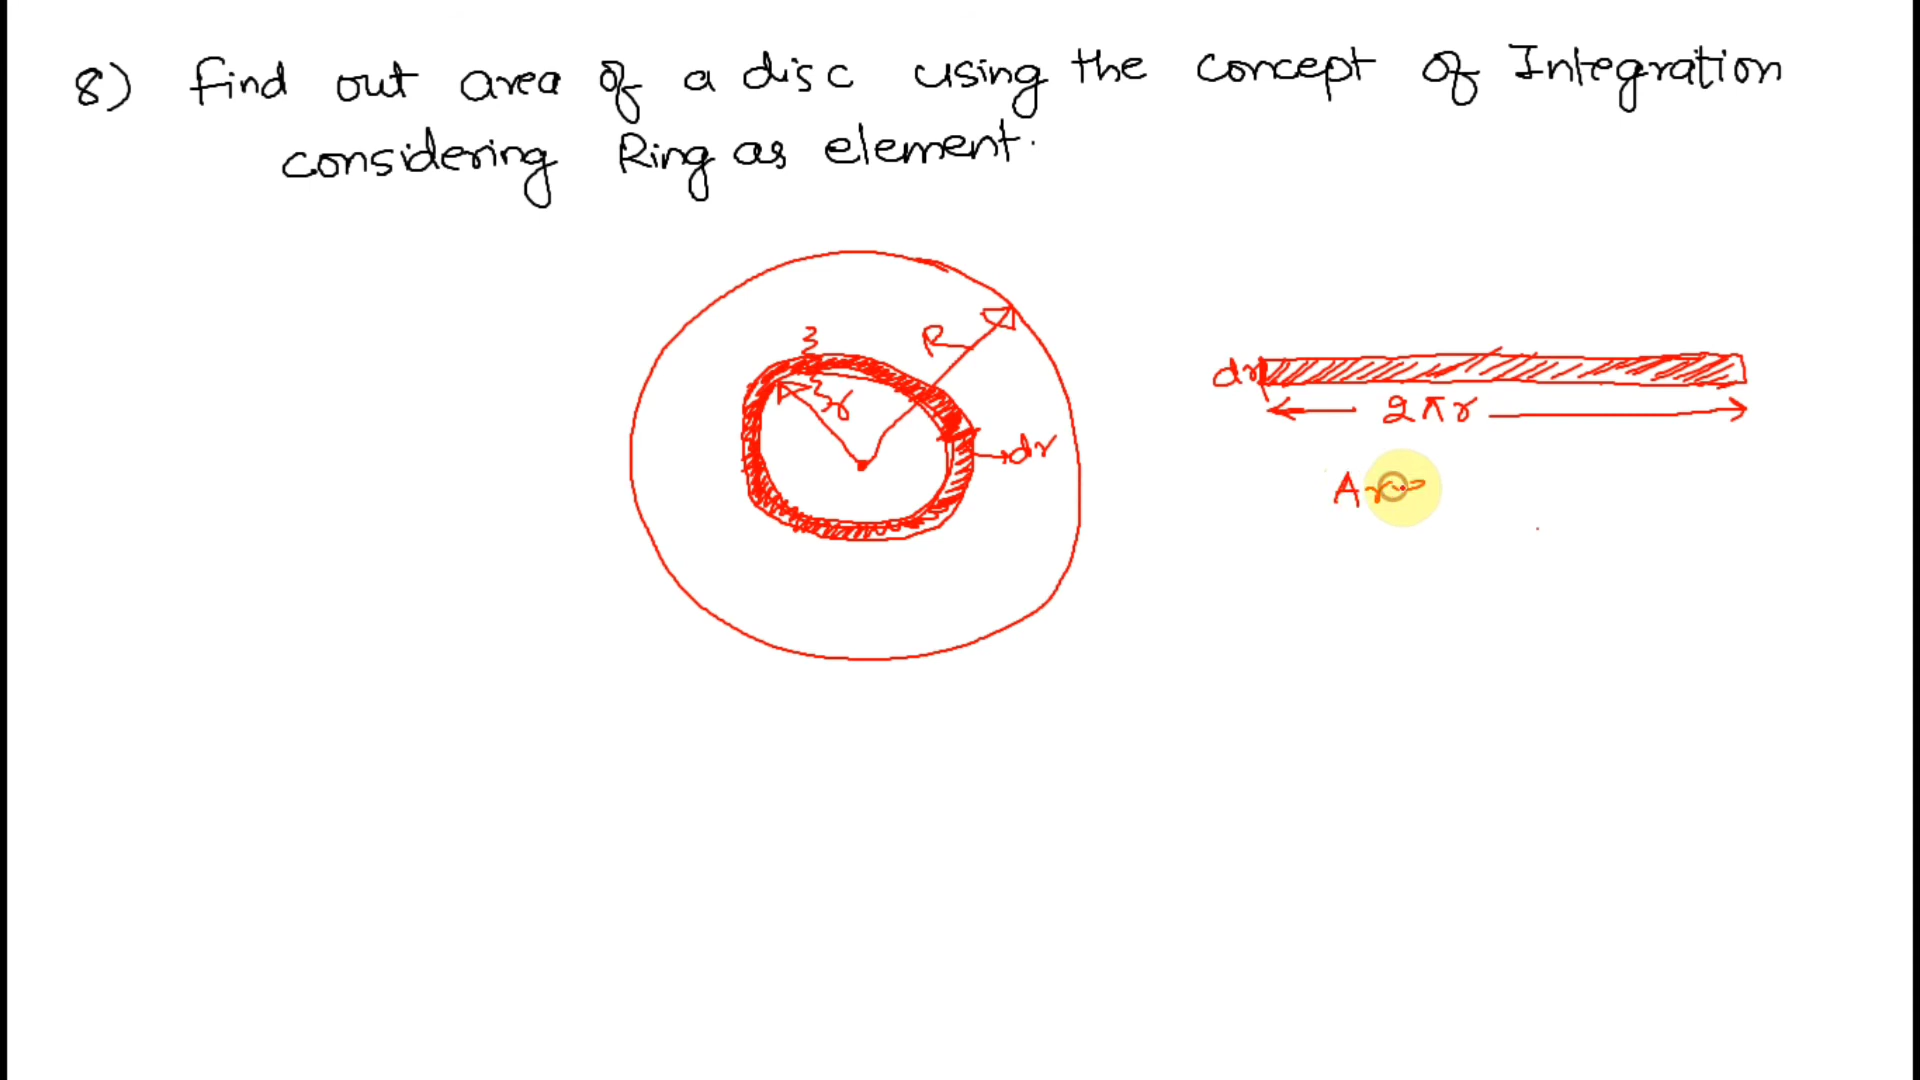 8) find out area of a disc using the concept of Integration
considering Ring as element.
R
r
dr
dr
2πr